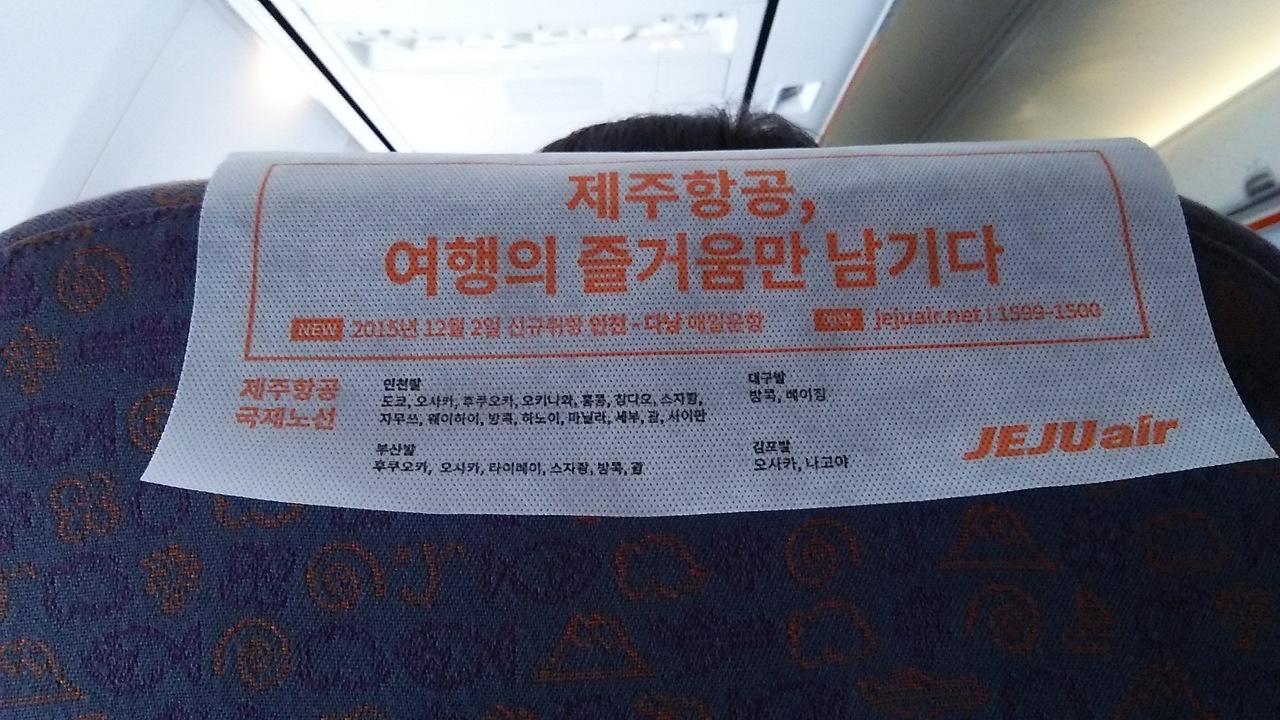 제주항공,
여행의 즐거움만 남기다
NEW 2015년 12월 2일 신규취항 인천 - 다낭 매일운항
jejuair.net | 1599-1500
제주항공
국제노선
인천발
도쿄, 오사카, 후쿠오카, 오키나와, 홍콩, 칭다오, 스자좡,
자무쓰, 웨이하이, 방콕, 하노이, 마닐라, 세부, 괌, 사이판
대구발
방콕, 베이징
부산발
후쿠오카, 오사카, 타이페이, 스자좡, 방콕, 괌
김포발
오사카, 나고야
JEJUair